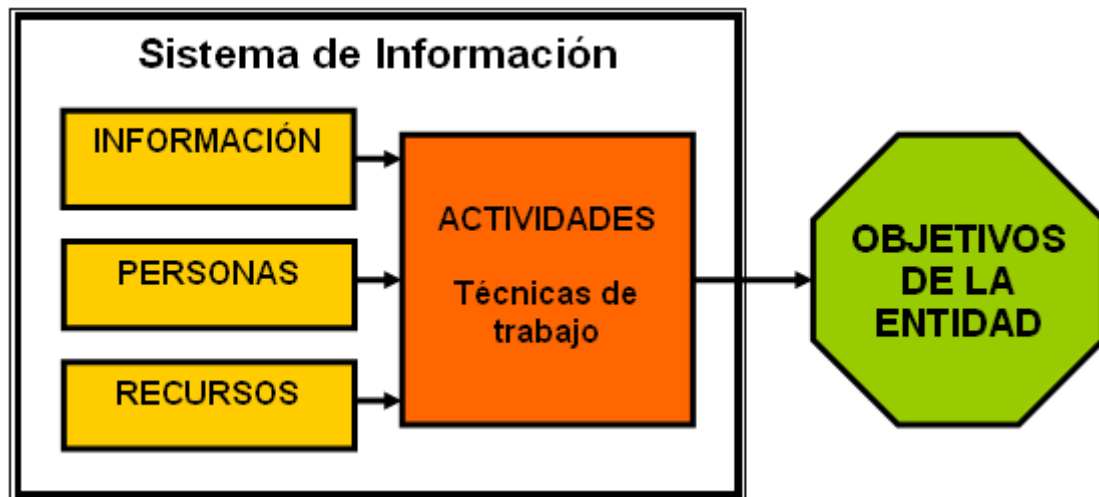 Sistema de Información
INFORMACIÓN
PERSONAS
RECURSOS
ACTIVIDADES
Técnicas de
trabajo
OBJETIVOS
DE LA
ENTIDAD